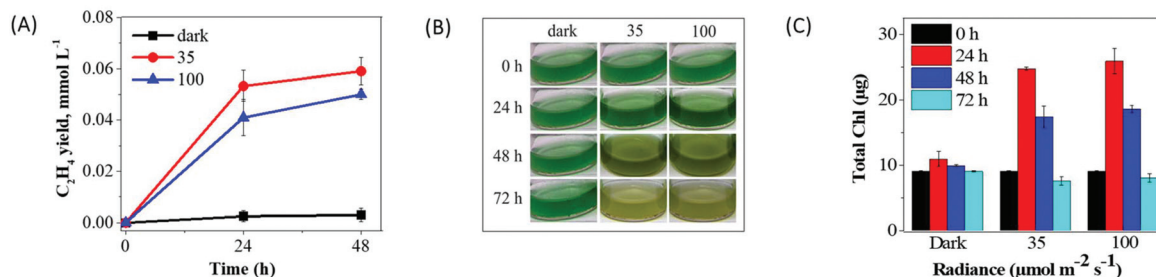 (A)
dark
35
100
C₂H₄ yield, mmol L⁻¹
0.06
0.04
0.02
0.00
0 24 48
Time (h)
(B)
dark 35 100
0 h
24 h
48 h
72 h
(C)
0 h
24 h
48 h
72 h
Total Chl (µg)
30
20
10
0
Dark 35 100
Radiance (µmol m⁻² s⁻¹)